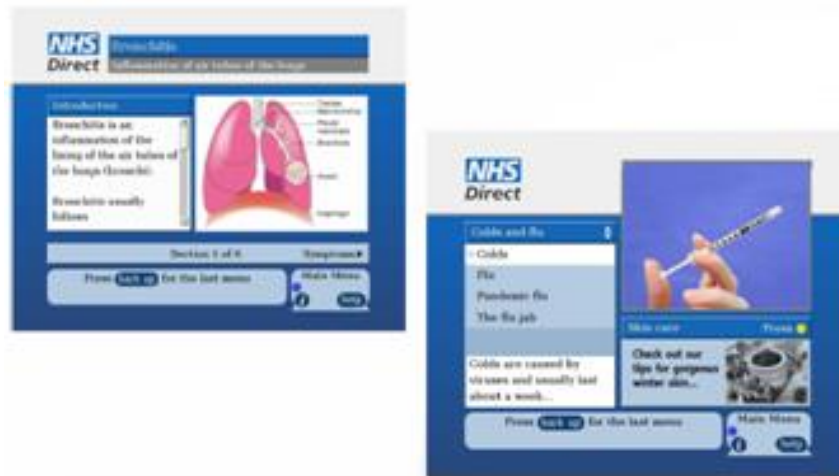 NHS
Direct
Bronchitis
Inflammation of air tubes of the lungs
Introduction
Bronchitis is an
inflammation of the
lining of the air tubes of
the lungs (bronchi).
Bronchitis usually
follows
Section 1 of 6
Symptoms
Press back up for the last menu
Main Menu
help
NHS
Direct
Colds and flu
Colds
Flu
Pandemic flu
The flu jab
Colds are caused by
viruses and usually last
about a week...
Skin care
Press
Check out our
tips for gorgeous
winter skin...
Press back up for the last menu
Main Menu
help